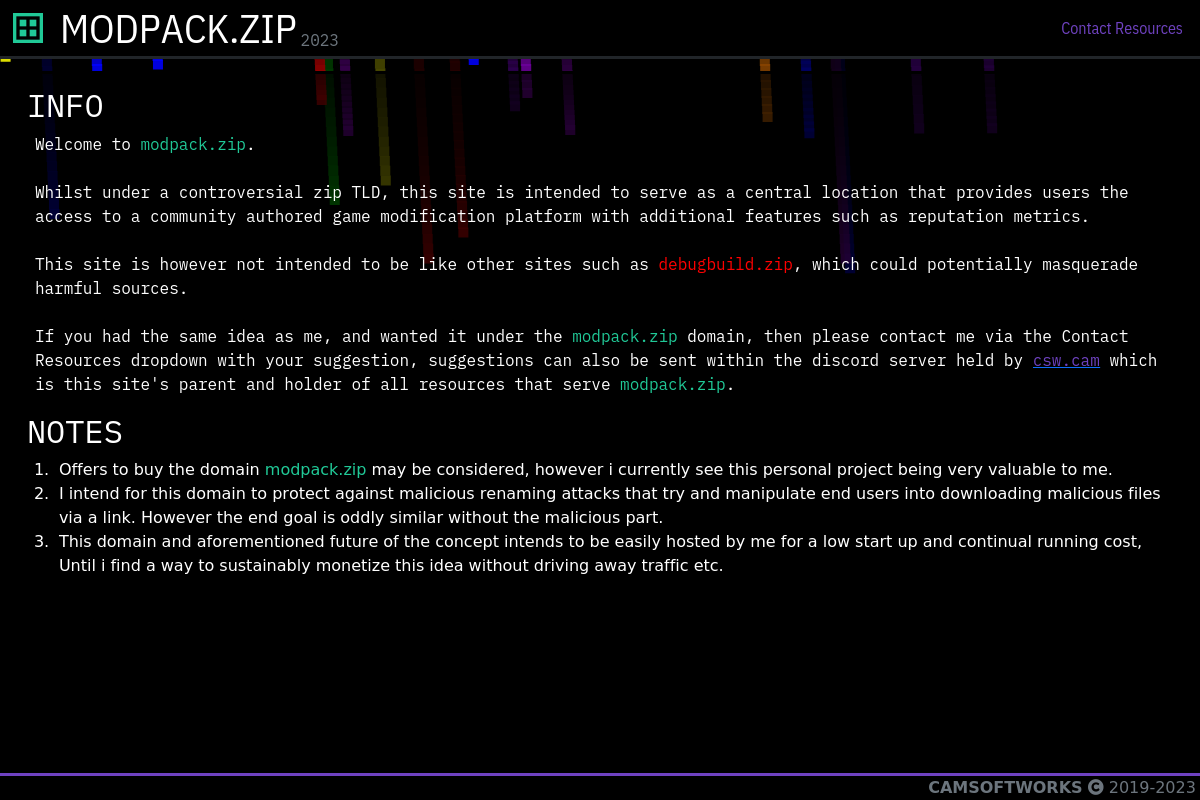 MODPACK.ZIP 2023
Contact Resources
INFO
Welcome to modpack.zip.
Whilst under a controversial zip TLD, this site is intended to serve as a central location that provides users the
access to a community authored game modification platform with additional features such as reputation metrics.
This site is however not intended to be like other sites such as debugbuild.zip, which could potentially masquerade
harmful sources.
If you had the same idea as me, and wanted it under the modpack.zip domain, then please contact me via the Contact
Resources dropdown with your suggestion, suggestions can also be sent within the discord server held by csw.cam which
is this site's parent and holder of all resources that serve modpack.zip.
NOTES
1. Offers to buy the domain modpack.zip may be considered, however i currently see this personal project being very valuable to me.
2. I intend for this domain to protect against malicious renaming attacks that try and manipulate end users into downloading malicious files
via a link. However the end goal is oddly similar without the malicious part.
3. This domain and aforementioned future of the concept intends to be easily hosted by me for a low start up and continual running cost,
Until i find a way to sustainably monetize this idea without driving away traffic etc.
CAMSOFTWORKS © 2019-2023